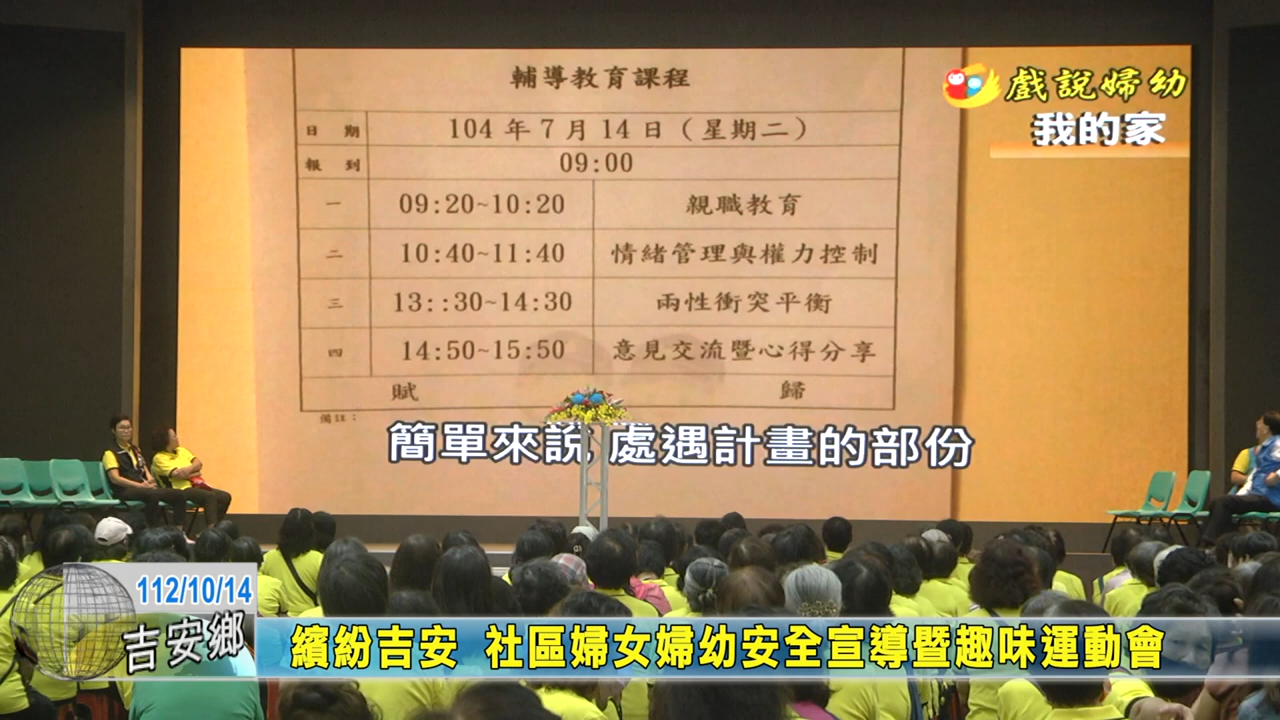 輔導教育課程
日 期 104 年 7 月 14 日 ( 星期二 )
報 到 09:00
一 09:20~10:20 親職教育
二 10:40~11:40 情緒管理與權力控制
三 13::30~14:30 兩性衝突平衡
四 14:50~15:50 意見交流暨心得分享
賦 歸
備註：
戲說婦幼
我的家
簡單來說 處遇計畫的部份
112/10/14
吉安鄉
繽紛吉安 社區婦女婦幼安全宣導暨趣味運動會